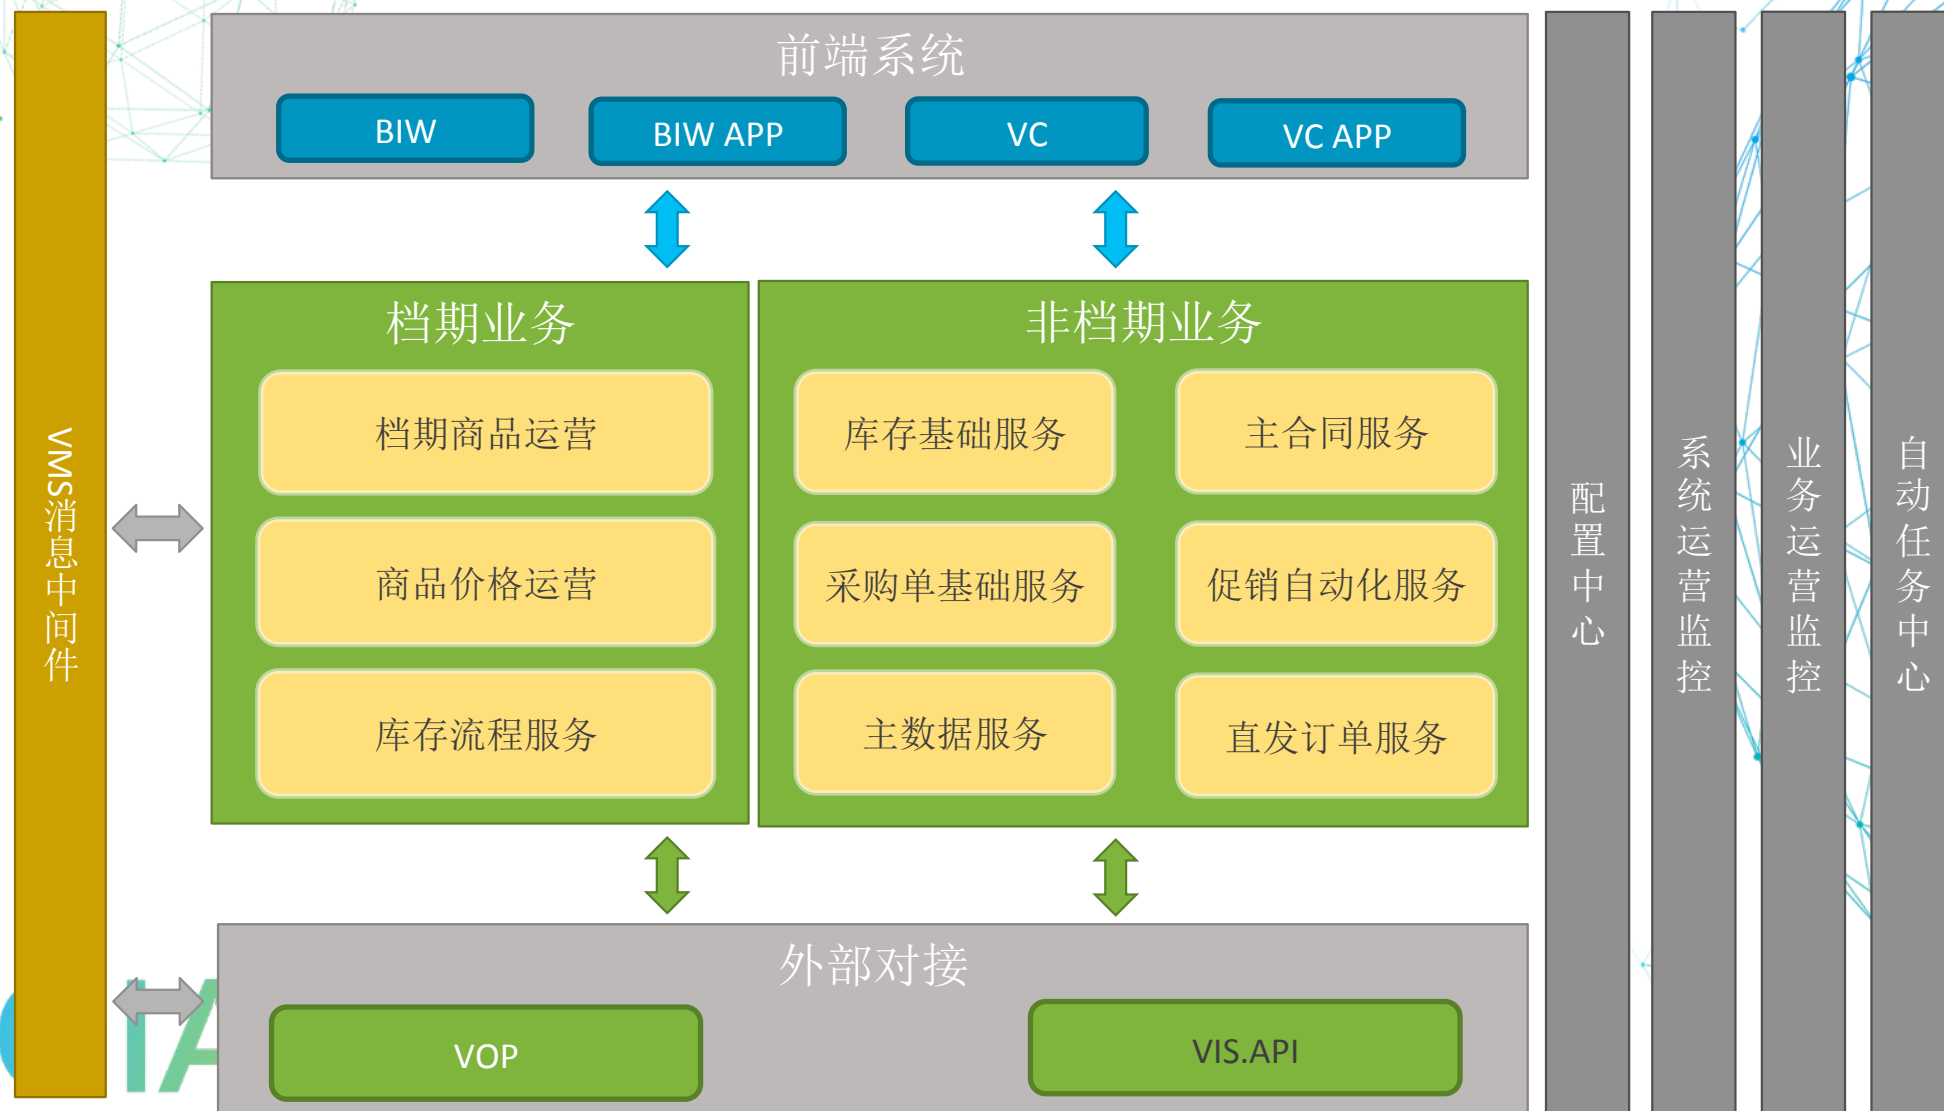 前端系统
BIW
BIW APP
VC
VC APP
VMS消息中间件
档期业务
档期商品运营
商品价格运营
库存流程服务
非档期业务
库存基础服务
主合同服务
采购单基础服务
促销自动化服务
主数据服务
直发订单服务
外部对接
VOP
VIS.API
配置中心
系统运营监控
业务运营监控
自动任务中心